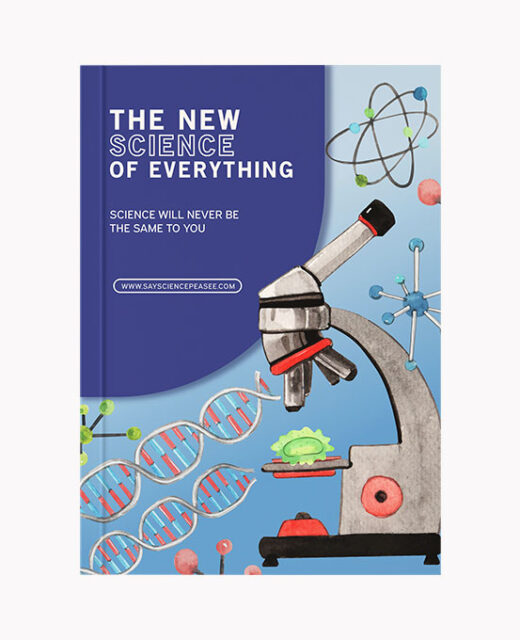 THE NEW
SCIENCE
OF EVERYTHING
SCIENCE WILL NEVER BE
THE SAME TO YOU
WWW.SAYSCIENCEPEASEE.COM